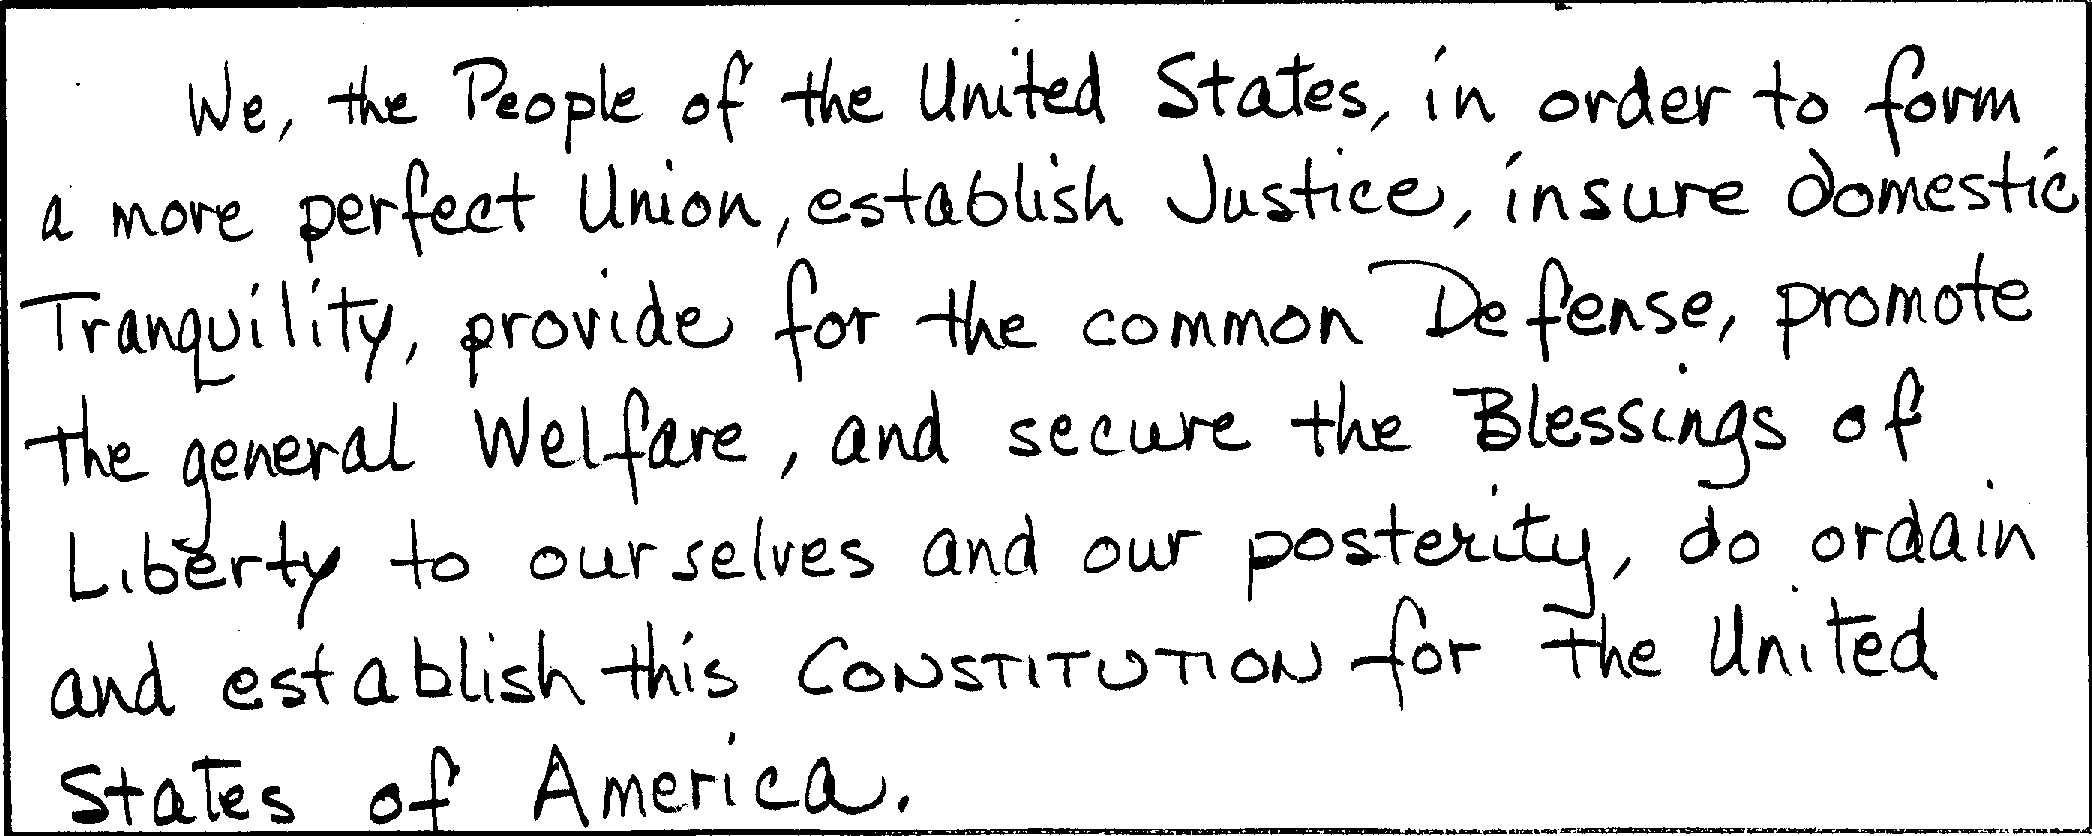 We, the People of the United States, in order to form
a more perfect Union, establish Justice, insure domestic
Tranquility, provide for the common Defense, promote
the general Welfare, and secure the Blessings of
Liberty to ourselves and our posterity, do ordain
and establish this CONSTITUTION for the United
States of America.